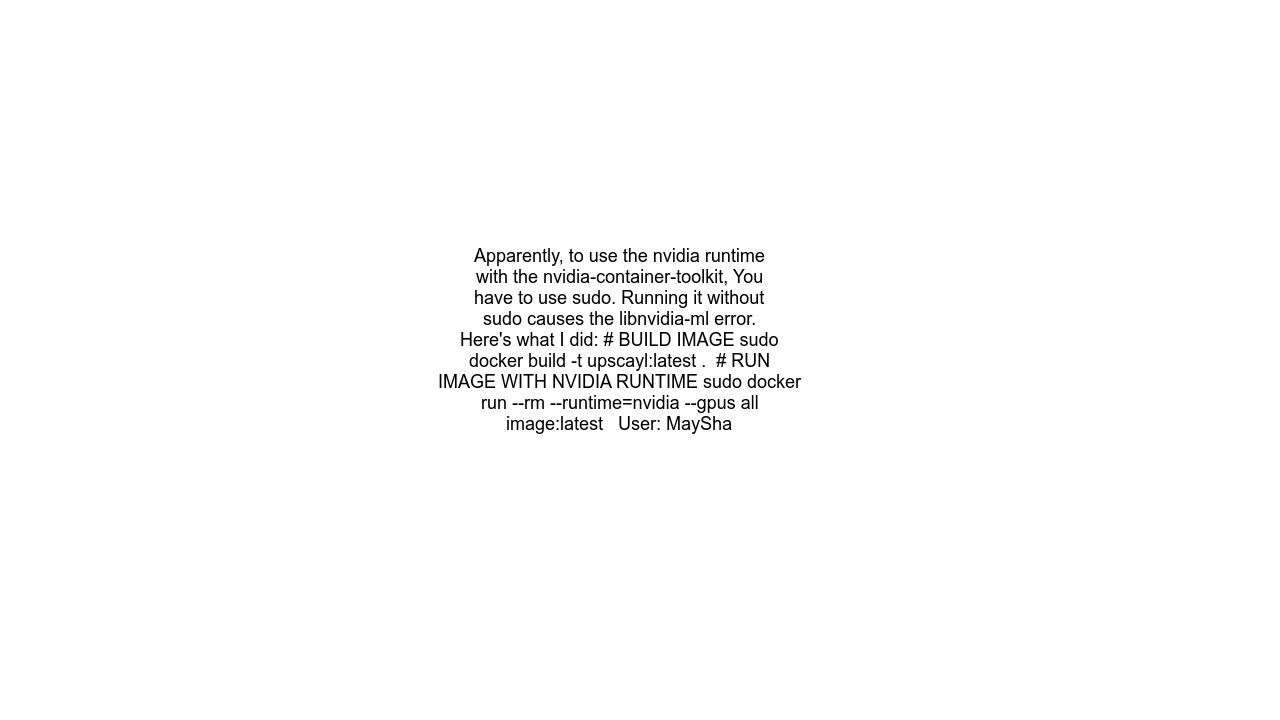 Apparently, to use the nvidia runtime
with the nvidia-container-toolkit, You
have to use sudo. Running it without
sudo causes the libnvidia-ml error.
Here's what I did: # BUILD IMAGE sudo
docker build -t upscayl:latest .  # RUN
IMAGE WITH NVIDIA RUNTIME sudo docker
run --rm --runtime=nvidia --gpus all
image:latest   User: MaySha